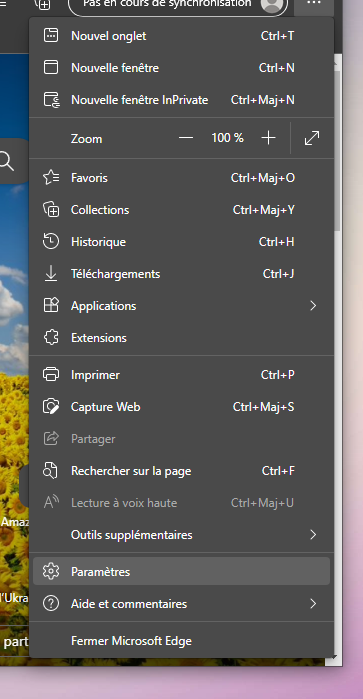 Pas en cours de synchronisation
Nouvel onglet Ctrl+T
Nouvelle fenêtre Ctrl+N
Nouvelle fenêtre InPrivate Ctrl+Maj+N
Zoom — 100 % +
Favoris Ctrl+Maj+O
Collections Ctrl+Maj+Y
Historique Ctrl+H
Téléchargements Ctrl+J
Applications
Extensions
Imprimer Ctrl+P
Capture Web Ctrl+Maj+S
Partager
Rechercher sur la page Ctrl+F
Lecture à voix haute Ctrl+Maj+U
Amaz
Outils supplémentaires
Paramètres
l'Ukra
Aide et commentaires
part
Fermer Microsoft Edge